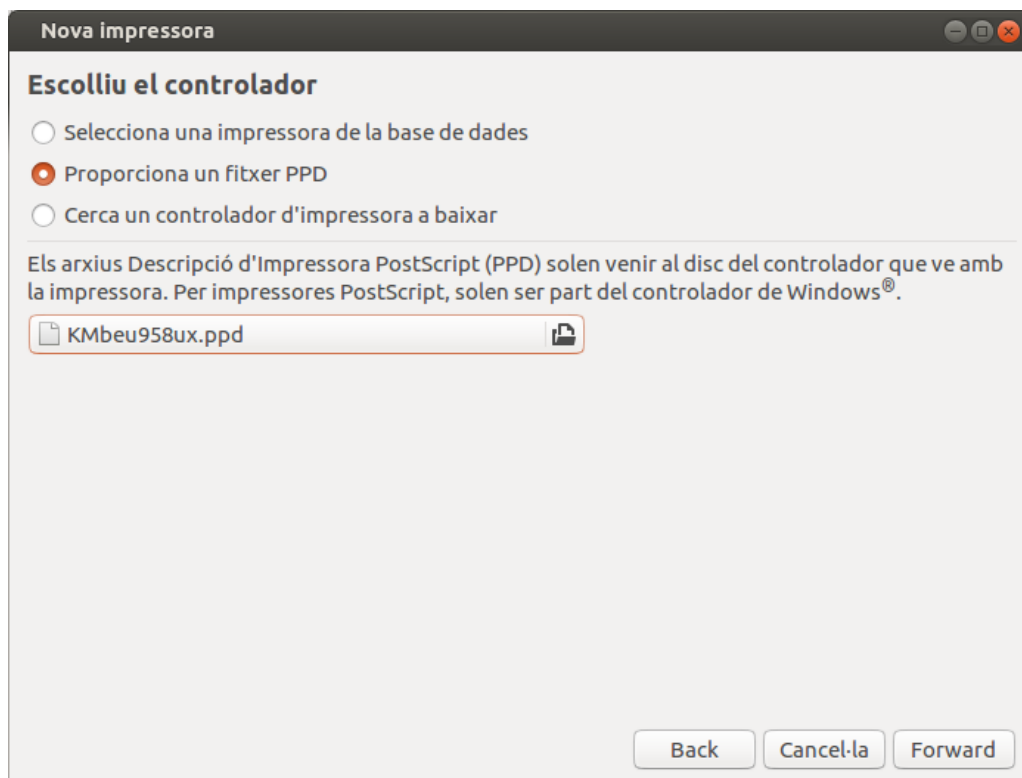 Nova impressora
Escolliu el controlador
Selecciona una impressora de la base de dades
Proporciona un fitxer PPD
Cerca un controlador d'impressora a baixar
Els arxius Descripció d'Impressora PostScript (PPD) solen venir al disc del controlador que ve amb
la impressora. Per impressores PostScript, solen ser part del controlador de Windows®.
KMbeu958ux.ppd
Back Cancel·la Forward